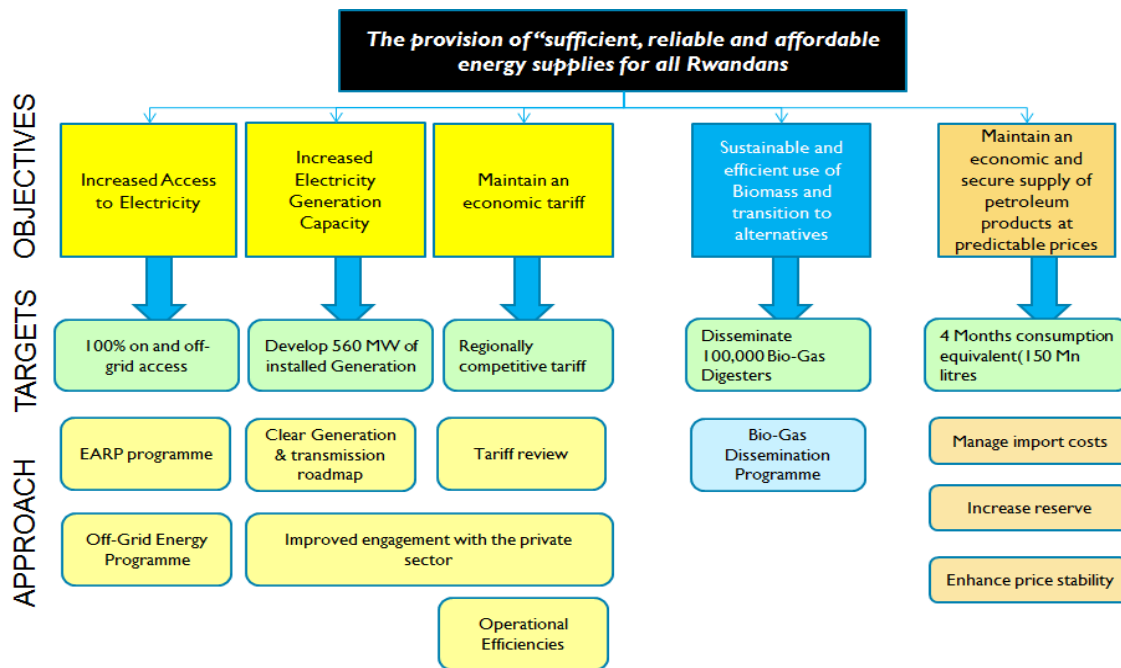 The provision of “sufficient, reliable and affordable
energy supplies for all Rwandans
OBJECTIVES
Increased Access
to Electricity
Increased
Electricity
Generation
Capacity
Maintain an
economic tariff
Sustainable and
efficient use of
Biomass and
transition to
alternatives
Maintain an
economic and
secure supply of
petroleum
products at
predictable prices
TARGETS
100% on and off-
grid access
Develop 560 MW of
installed Generation
Regionally
competitive tariff
Disseminate
100,000 Bio-Gas
Digesters
4 Months consumption
equivalent(150 Mn
litres
APPROACH
EARP programme
Clear Generation
& transmission
roadmap
Tariff review
Bio-Gas
Dissemination
Programme
Manage import costs
Off-Grid Energy
Programme
Improved engagement with the private
sector
Increase reserve
Operational
Efficiencies
Enhance price stability